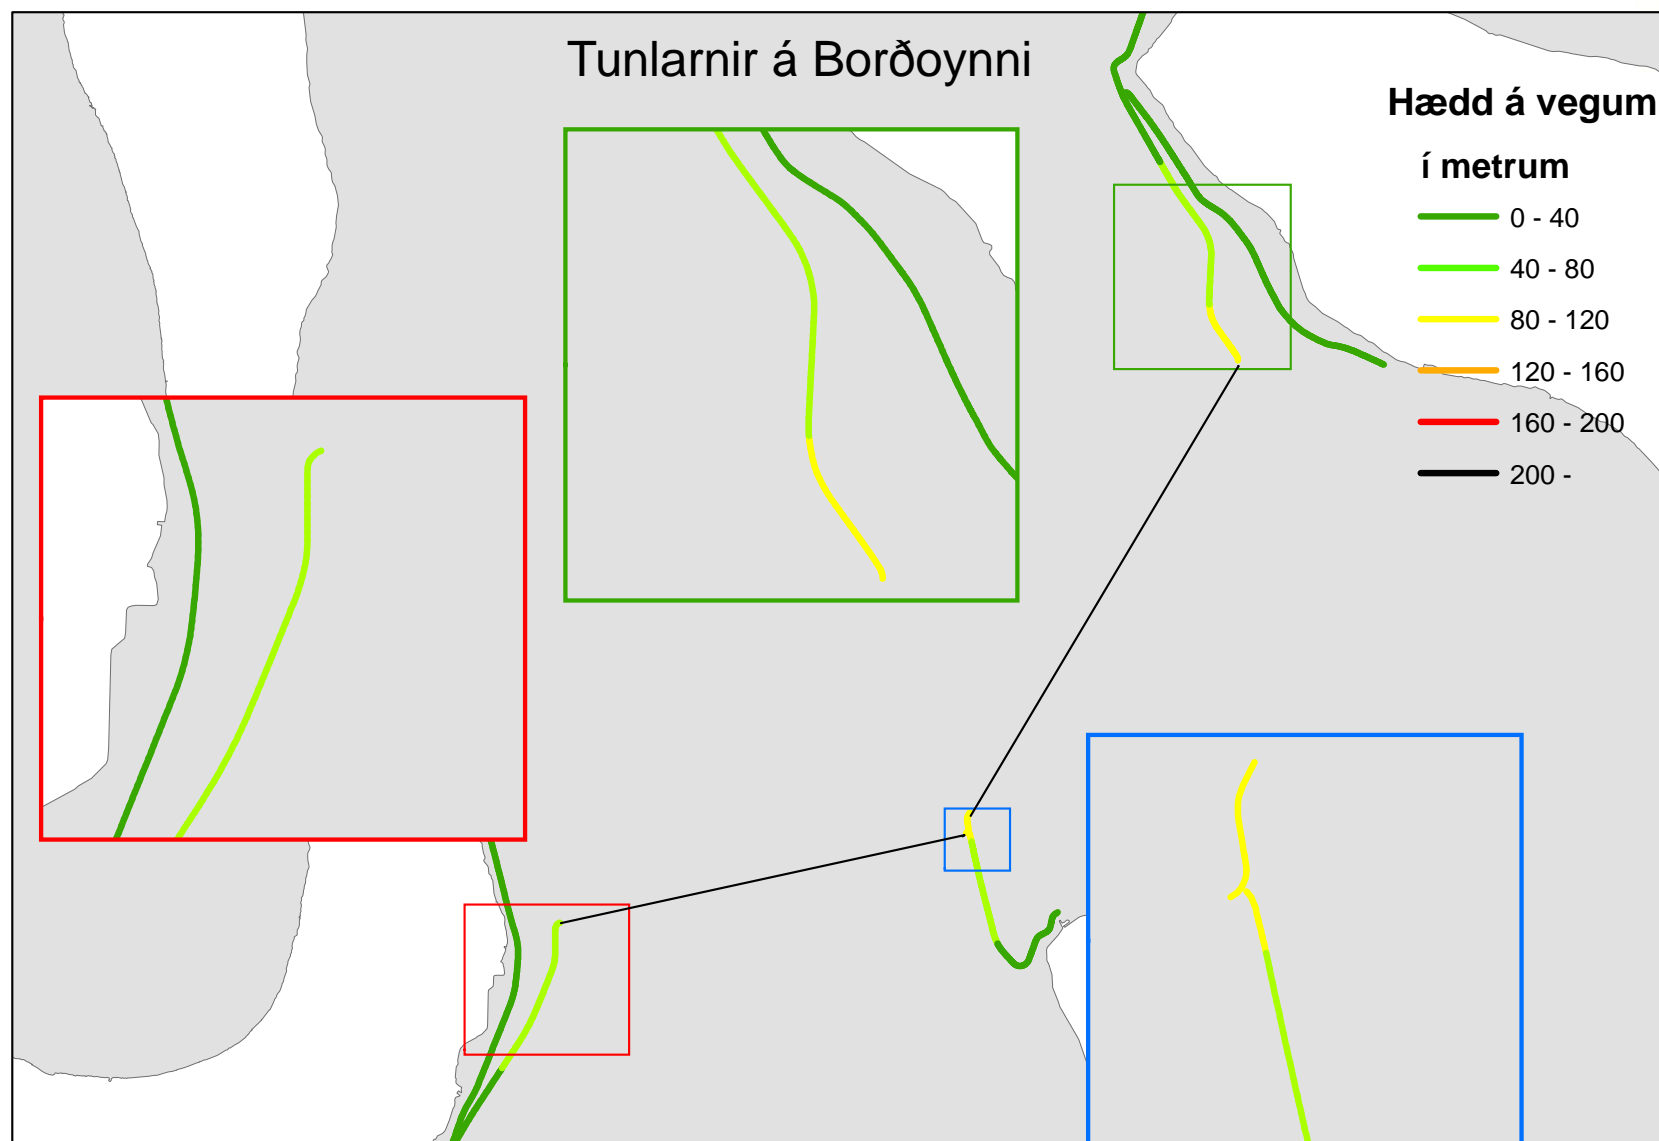 Tunlarnir á Borðoynni
Hædd á vegum
í metrum
0 - 40
40 - 80
80 - 120
120 - 160
160 - 200
200 -